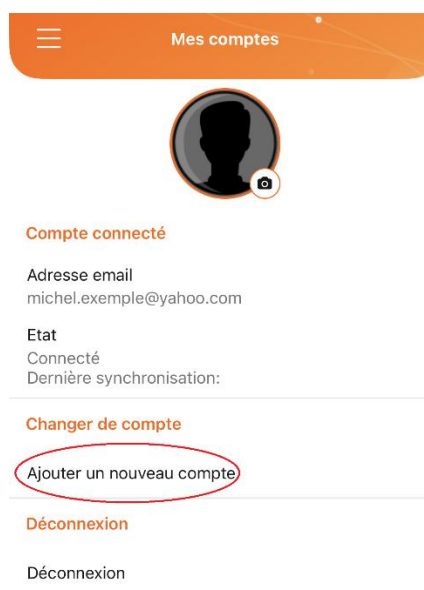 Mes comptes
Compte connecté
Adresse email
michel.exemple@yahoo.com
Etat
Connecté
Dernière synchronisation:
Changer de compte
Ajouter un nouveau compte
Déconnexion
Déconnexion